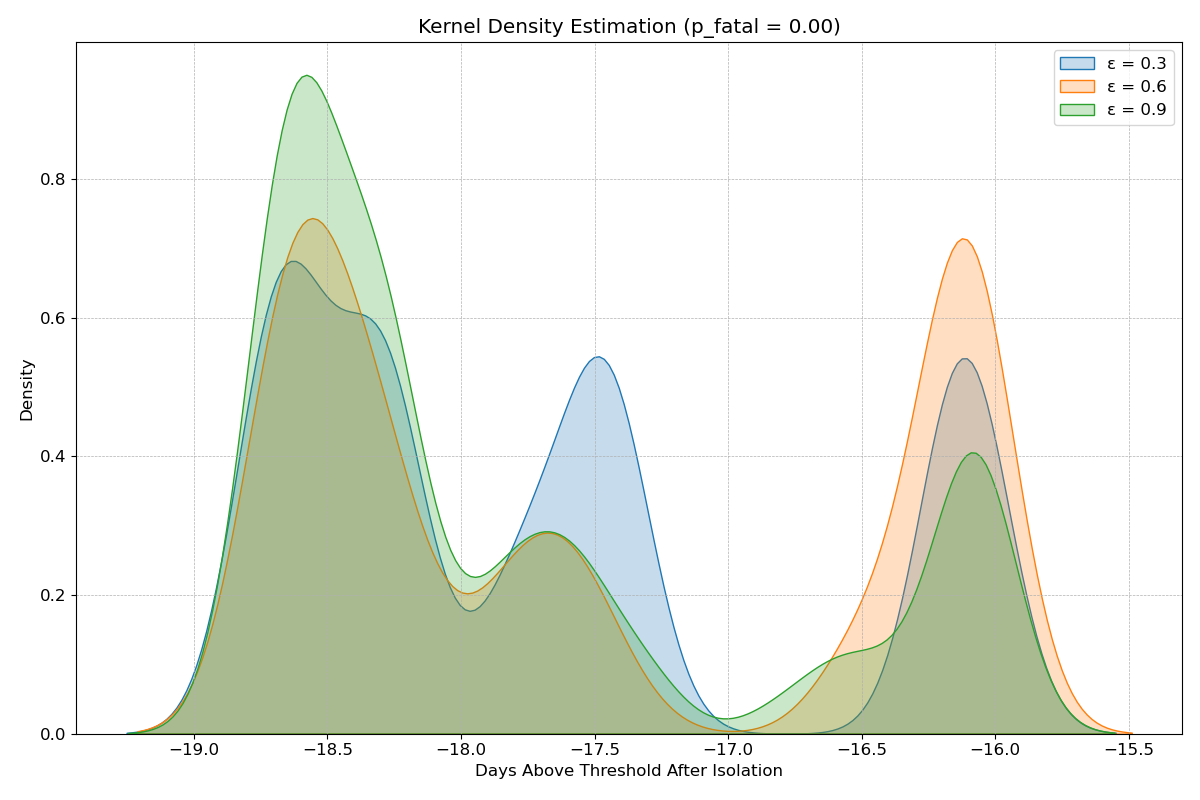 Kernel Density Estimation (p_fatal = 0.00)
ε = 0.3
ε = 0.6
ε = 0.9
Density
0.8
0.6
0.4
0.2
0.0
−19.0 −18.5 −18.0 −17.5 −17.0 −16.5 −16.0 −15.5
Days Above Threshold After Isolation